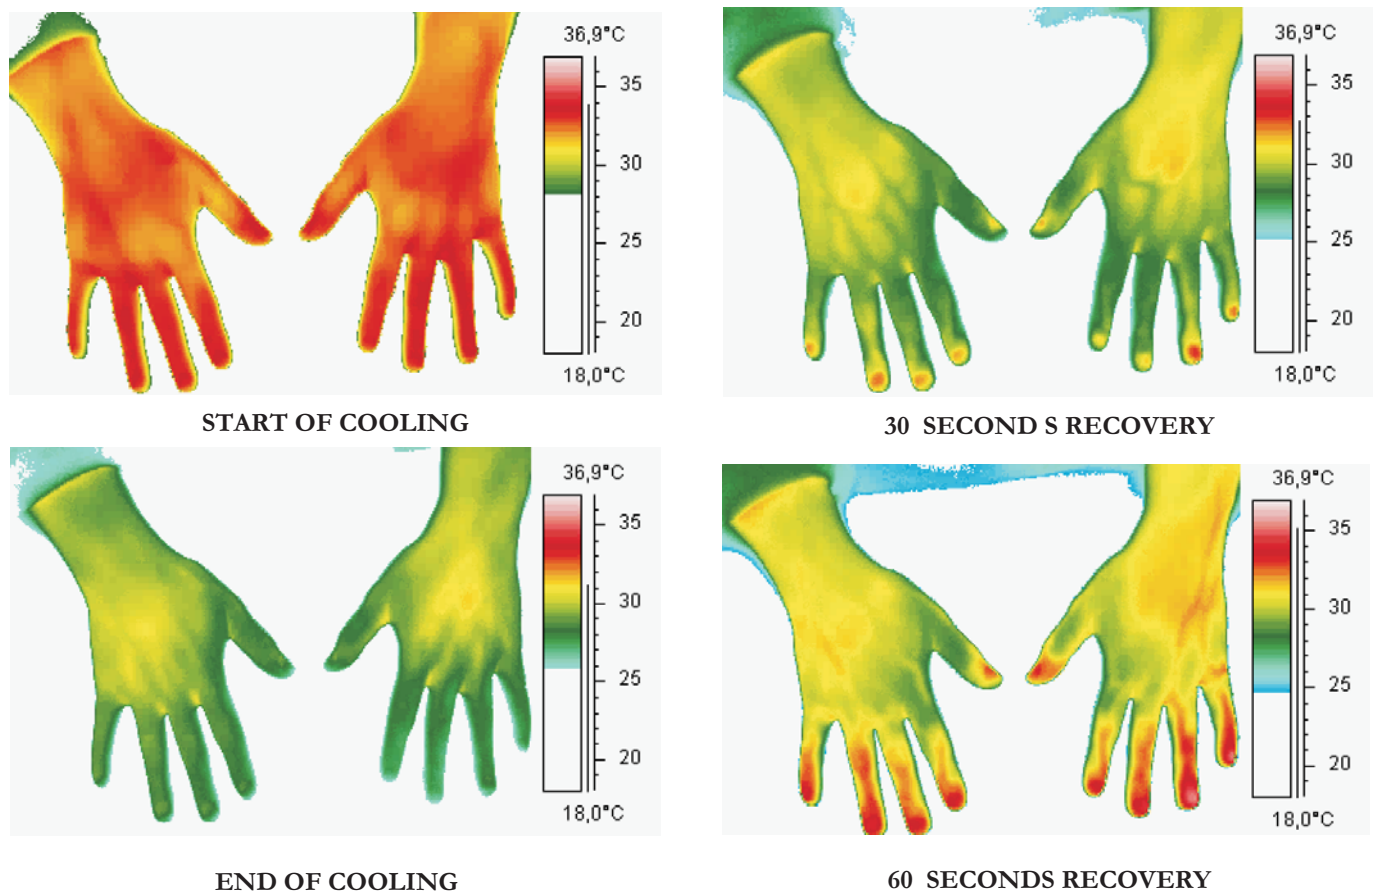 36,9°C
35
30
25
20
18,0°C
START OF COOLING
36,9°C
35
30
25
20
18,0°C
30 SECOND S RECOVERY
36,9°C
35
30
25
20
18,0°C
END OF COOLING
36,9°C
35
30
25
20
18,0°C
60 SECONDS RECOVERY